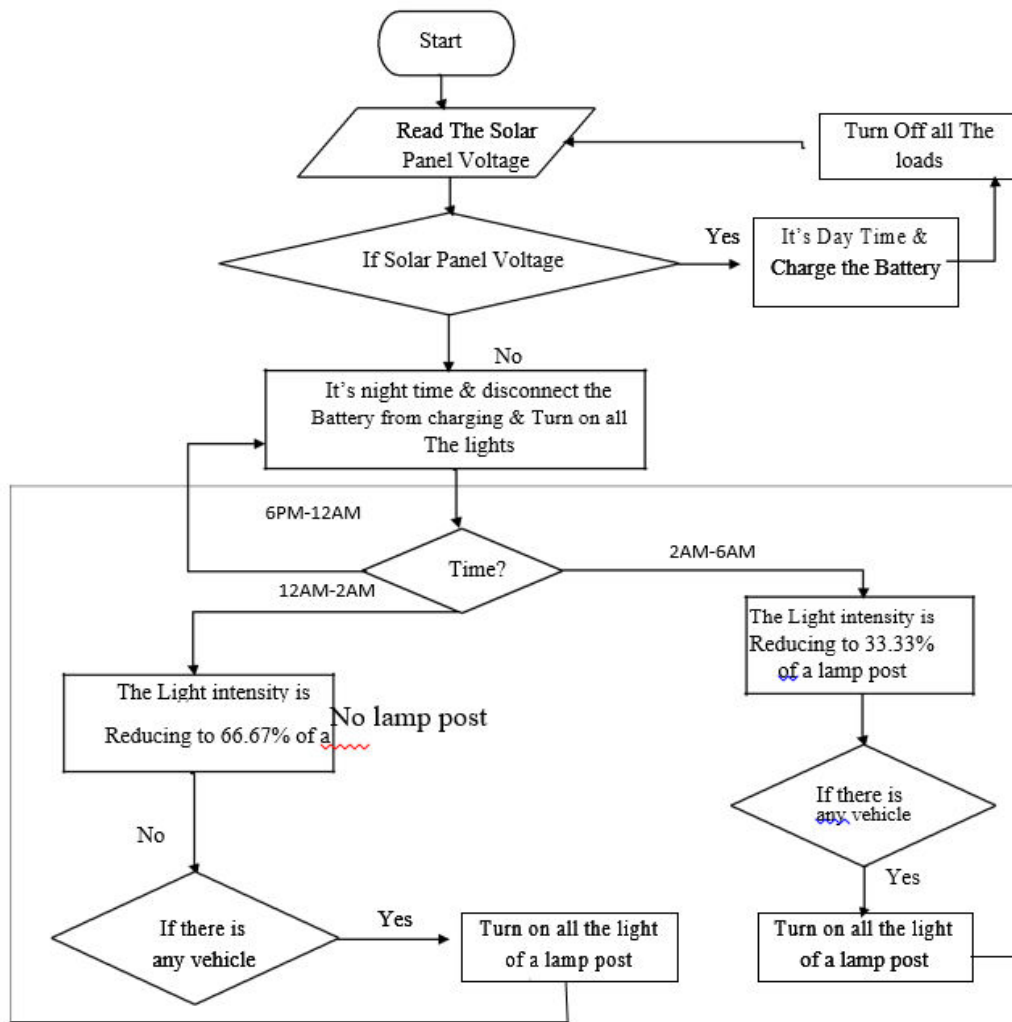 Start
Read The Solar
Panel Voltage
Turn Off all The
loads
If Solar Panel Voltage
Yes
It's Day Time &
Charge the Battery
No
It's night time & disconnect the
Battery from charging & Turn on all
The lights
6PM-12AM
Time?
2AM-6AM
12AM-2AM
The Light intensity is
Reducing to 33.33%
of a lamp post
The Light intensity is
Reducing to 66.67% of a
No lamp post
If there is
any vehicle
No
Yes
If there is
any vehicle
Yes
Turn on all the light
of a lamp post
Turn on all the light
of a lamp post